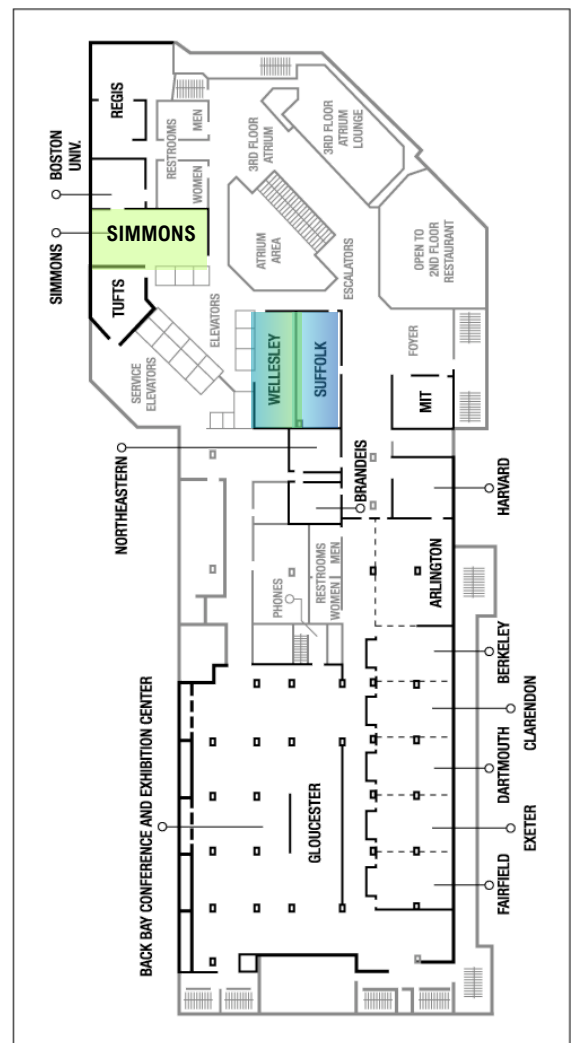 REGIS
BOSTON
UNIV.
SIMMONS
SIMMONS
TUFTS
RESTROOMS
MEN
WOMEN
3RD FLOOR
ATRIUM
3RD FLOOR
ATRIUM
LOUNGE
ATRIUM
AREA
ESCALATORS
OPEN TO
2ND FLOOR
RESTAURANT
ELEVATORS
SERVICE
ELEVATORS
WELLESLEY
SUFFOLK
FOYER
MIT
NORTHEASTERN
BRANDEIS
HARVARD
PHONES
RESTROOMS
WOMEN
MEN
ARLINGTON
BERKELEY
CLARENDON
DARTMOUTH
EXETER
FAIRFIELD
GLOUCESTER
BACK BAY CONFERENCE AND EXHIBITION CENTER